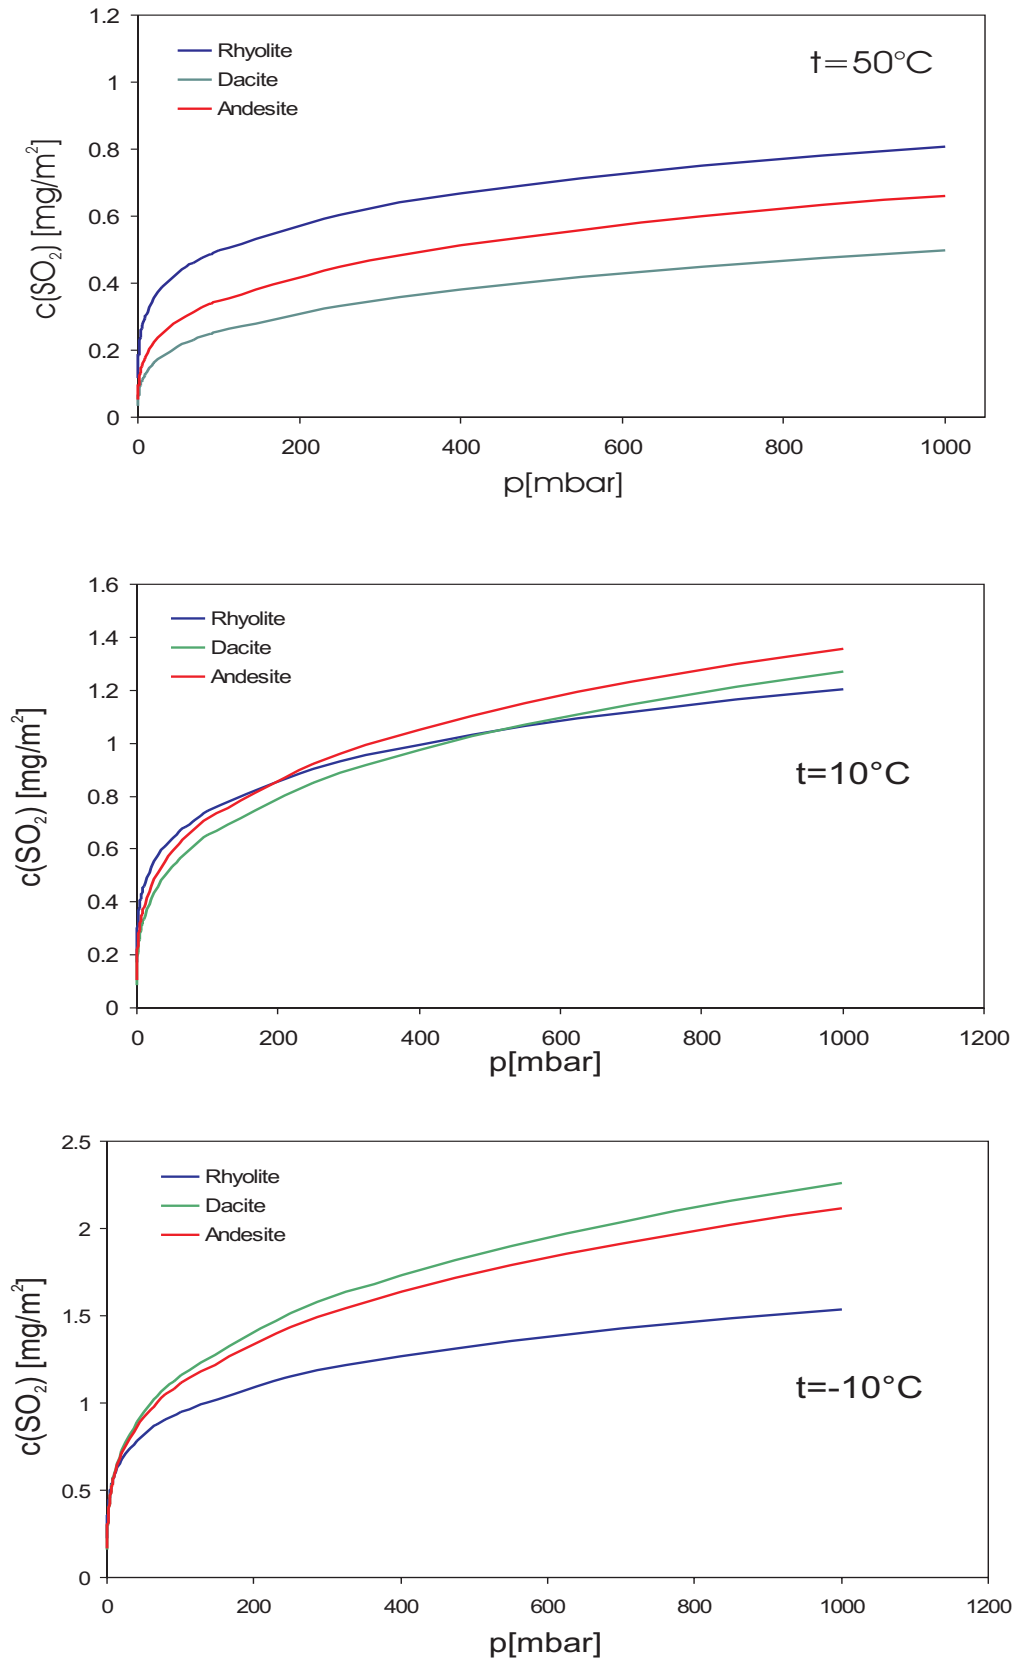 1.2
Rhyolite
t=50°C
Dacite
1
Andesite
0.8
0.6
0.4
0.2
0
c(SO₂) [mg/m²]
0 200 400 600 800 1000
p[mbar]
1.6
Rhyolite
Dacite
1.4
Andesite
1.2
1
t=10°C
0.8
0.6
0.4
0.2
0
c(SO₂) [mg/m²]
0 200 400 600 800 1000 1200
p[mbar]
2.5
Rhyolite
Dacite
2
Andesite
1.5
t=-10°C
1
0.5
0
c(SO₂) [mg/m²]
0 200 400 600 800 1000 1200
p[mbar]